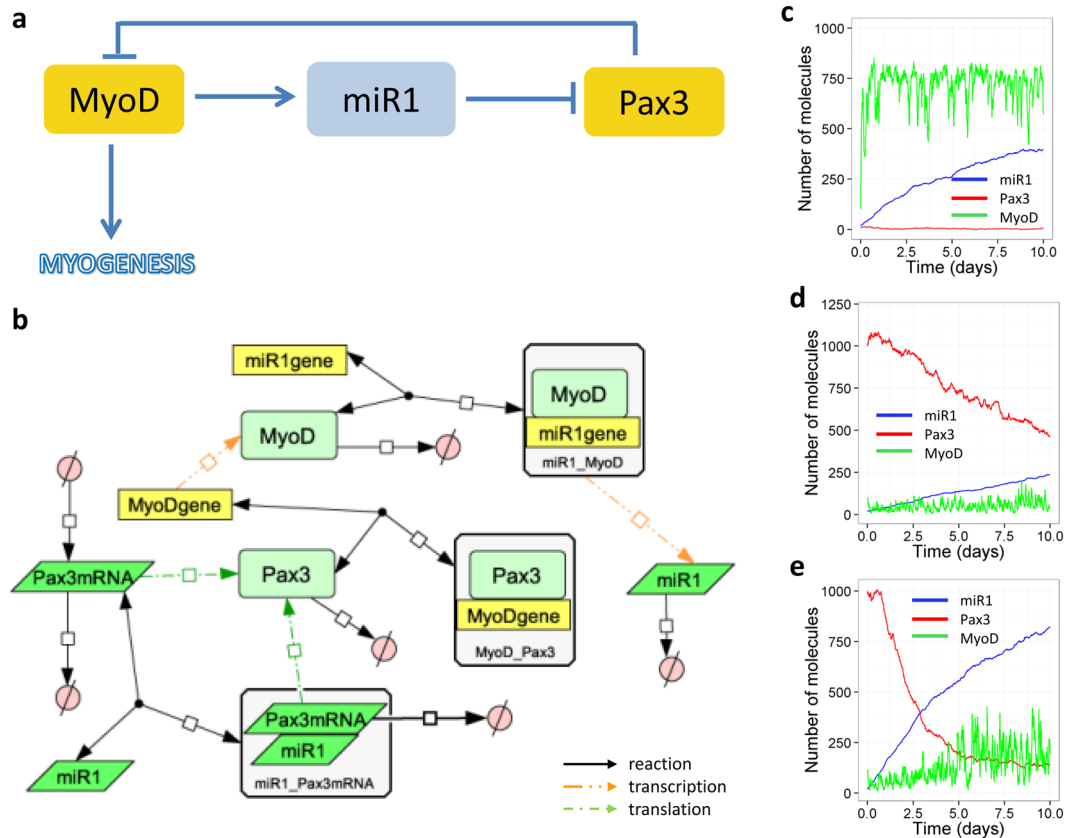 a
MyoD
miR1
Pax3
MYOGENESIS
b
miR1gene
MyoD
MyoD
miR1gene
miR1_MyoD
MyoDgene
Pax3mRNA
Pax3
Pax3
MyoDgene
MyoD_Pax3
miR1
Pax3mRNA
miR1
miR1_Pax3mRNA
miR1
reaction
transcription
translation
c
Number of molecules
1000
750
500
250
0
miR1
Pax3
MyoD
0.0 2.5 5.0 7.5 10.0
Time (days)
d
Number of molecules
1250
1000
750
500
250
0
miR1
Pax3
MyoD
0.0 2.5 5.0 7.5 10.0
Time (days)
e
Number of molecules
1000
750
500
250
0
miR1
Pax3
MyoD
0.0 2.5 5.0 7.5 10.0
Time (days)